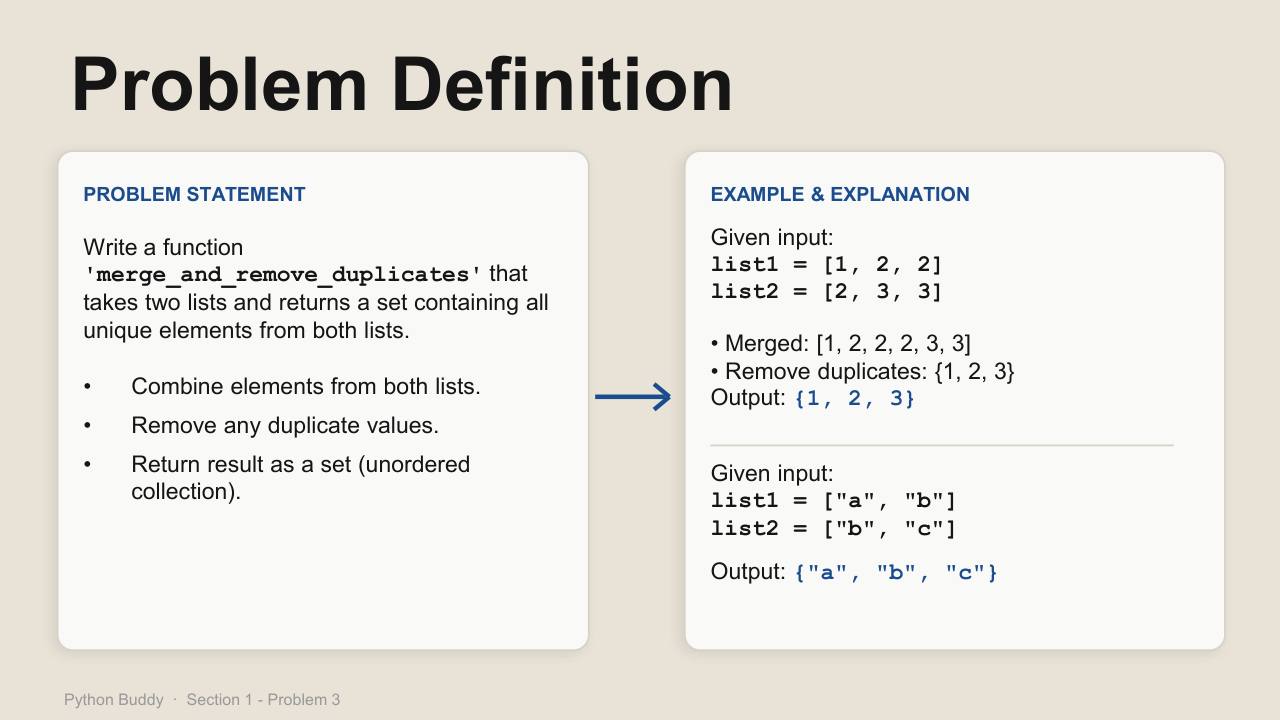 Problem Definition
PROBLEM STATEMENT
Write a function
'merge_and_remove_duplicates' that
takes two lists and returns a set containing all
unique elements from both lists.
• Combine elements from both lists.
• Remove any duplicate values.
• Return result as a set (unordered
collection).
EXAMPLE & EXPLANATION
Given input:
list1 = [1, 2, 2]
list2 = [2, 3, 3]
• Merged: [1, 2, 2, 2, 3, 3]
• Remove duplicates: {1, 2, 3}
Output: {1, 2, 3}
Given input:
list1 = ["a", "b"]
list2 = ["b", "c"]
Output: {"a", "b", "c"}
Python Buddy · Section 1 - Problem 3